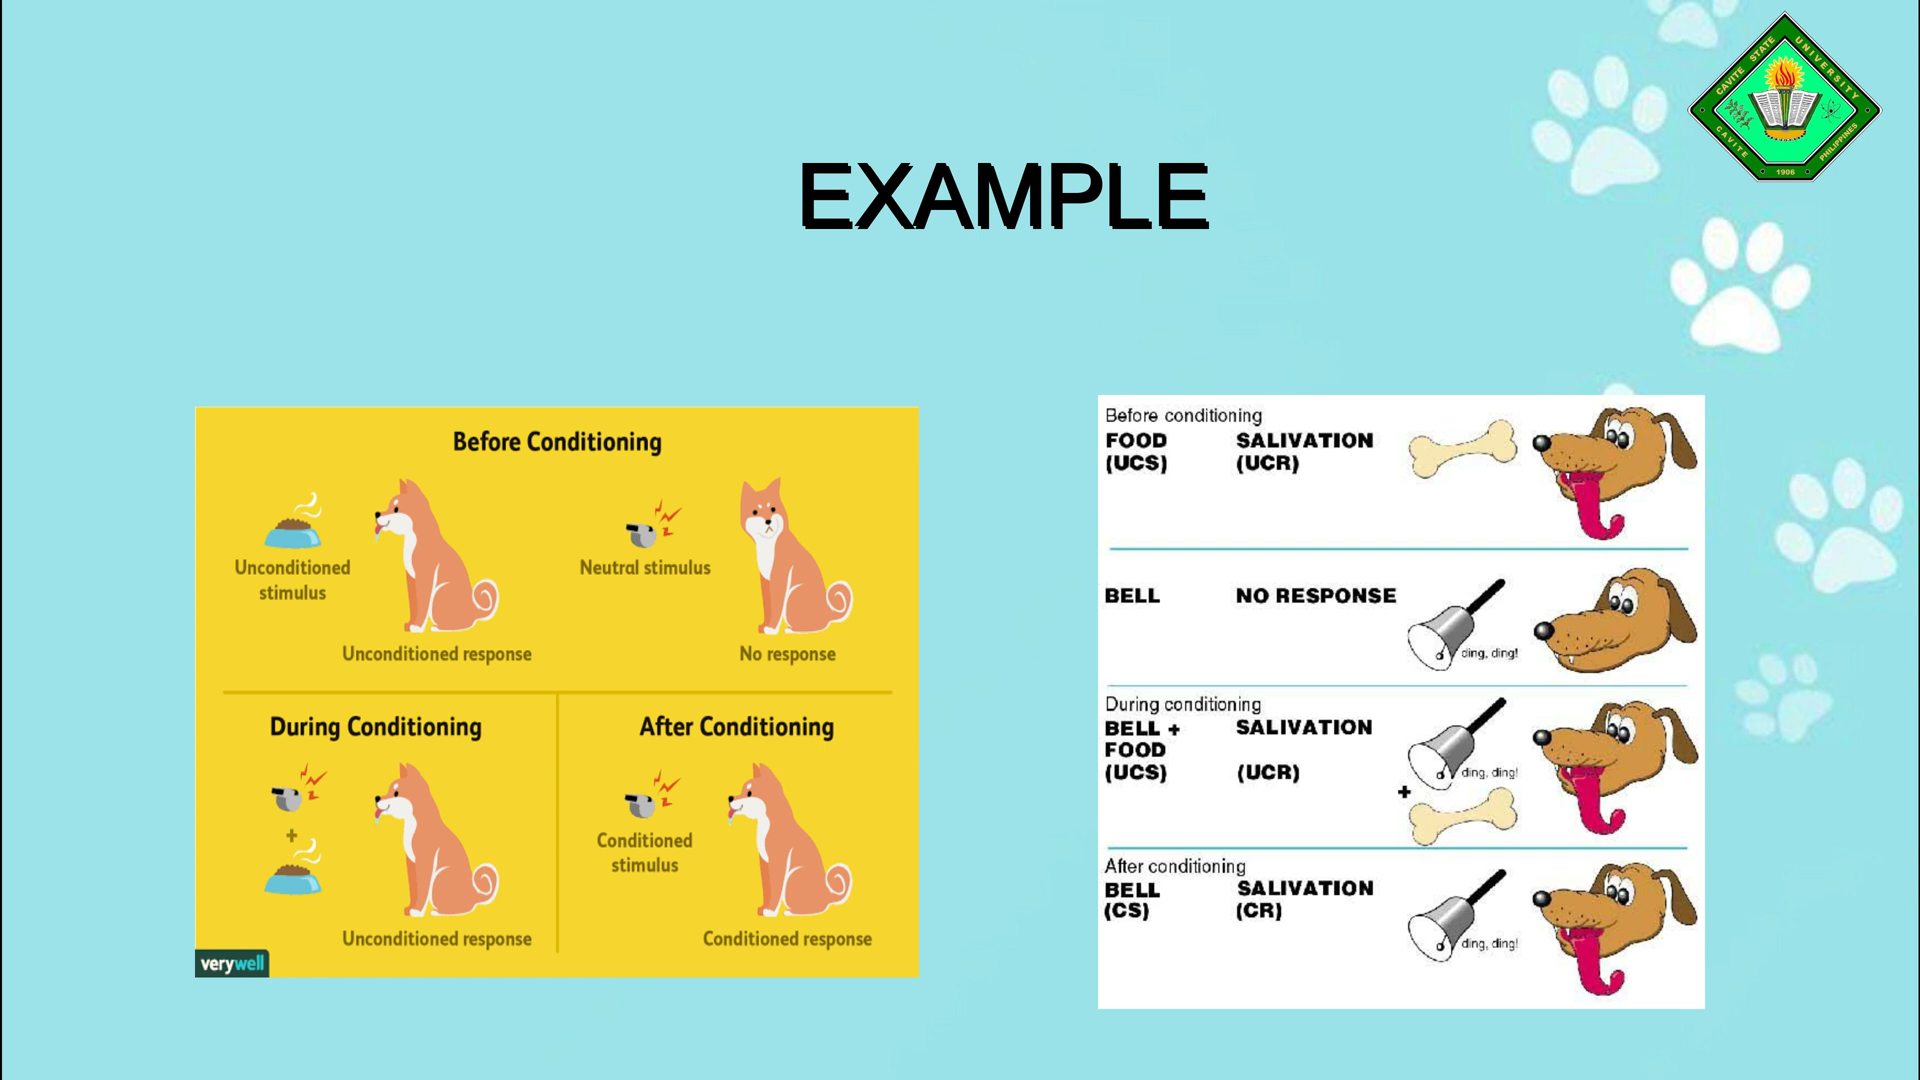 CAVITE STATE UNIVERSITY
CAVITE
PHILIPPINES
1906
EXAMPLE
Before Conditioning
Unconditioned
stimulus
Unconditioned response
Neutral stimulus
No response
During Conditioning
+
Unconditioned response
After Conditioning
Conditioned
stimulus
Conditioned response
verywell
Before conditioning
FOOD SALIVATION
(UCS) (UCR)
BELL NO RESPONSE
ding, ding!
During conditioning
BELL + SALIVATION
FOOD
(UCS) (UCR)
ding, ding!
+
After conditioning
BELL SALIVATION
(CS) (CR)
ding, ding!